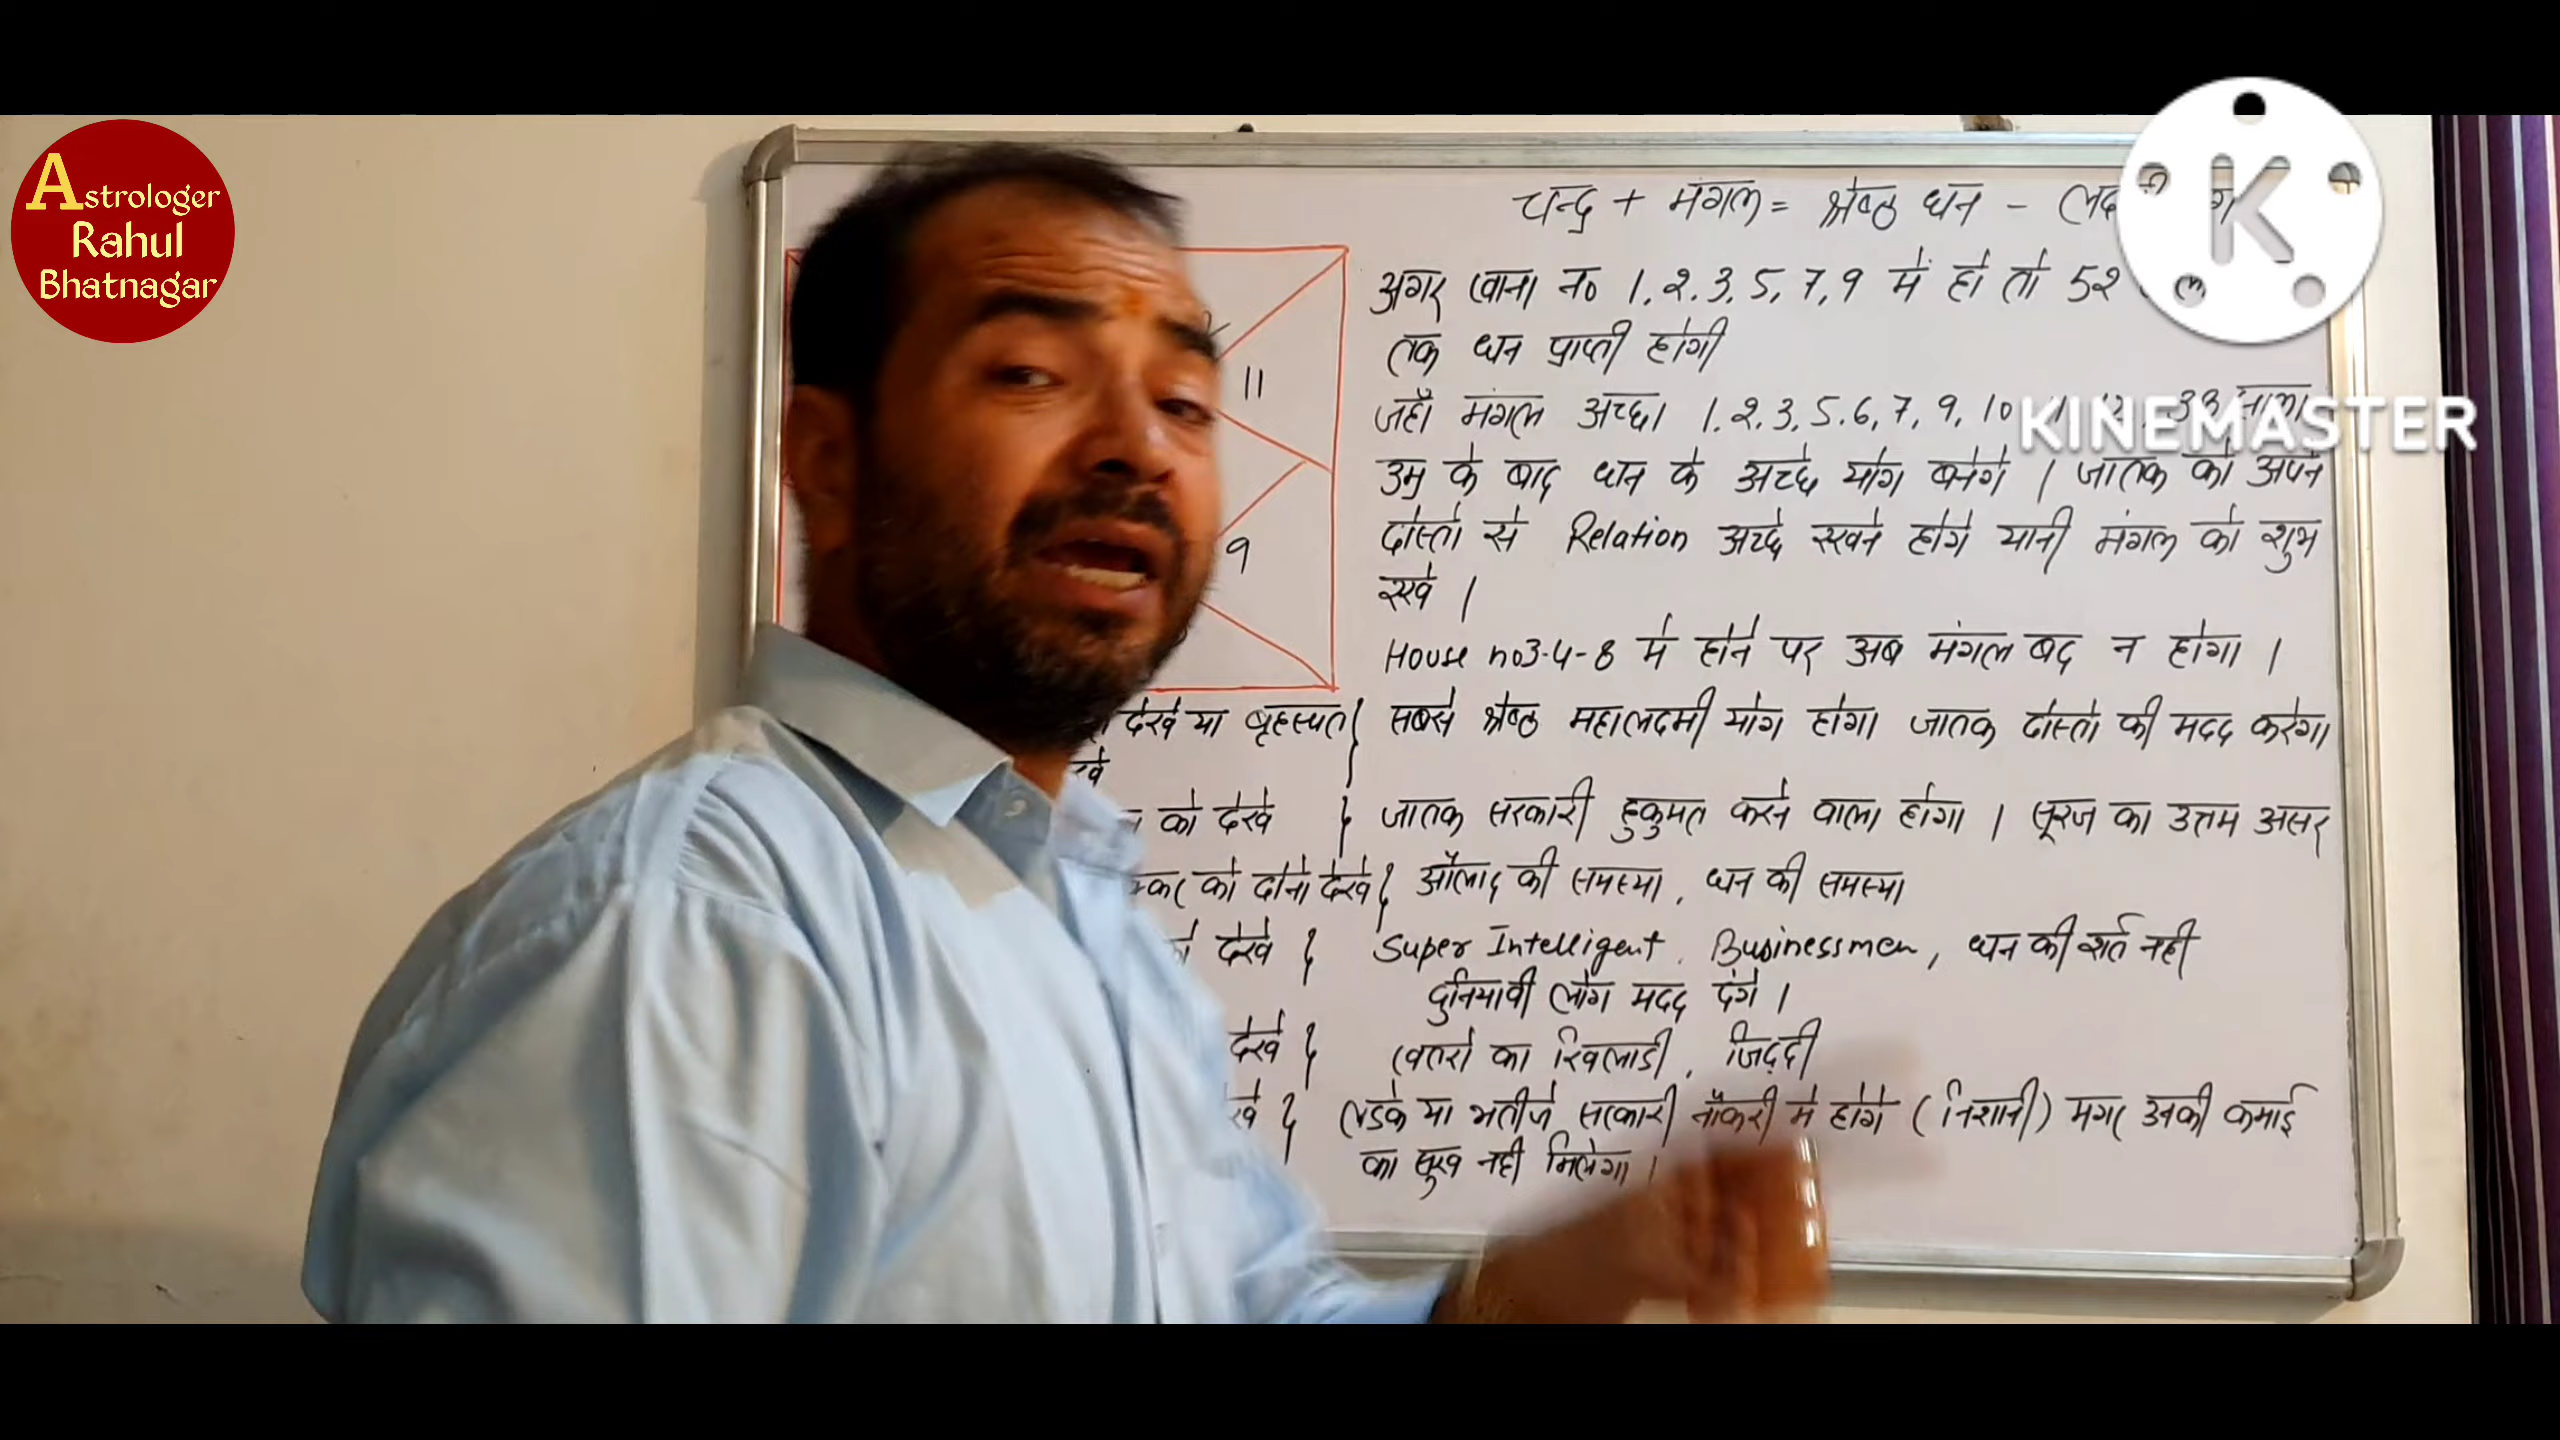 Astrologer
Rahul
Bhatnagar
KINEMASTER
चन्द्र + मंगल = श्रेष्ठ धन -
11
9
अगर खाना न० 1.2.3,5,7,9 में हो तो 52
तक धन प्राप्ती होगी
जहाँ मंगल अच्छा 1.2.3,5.6,7,9,10 साला
उम्र के बाद धन के अच्छे योग बनेगे । जातक को अपने
दोस्तो से Relation अच्छे रखने होगे यानी मंगल को शुभ
रखे ।
House no3-4-8 मे होने पर अब मंगल बद न होगा ।
देखे या बृहस्पत } सबसे श्रेष्ठ महालक्ष्मी योग होगा जातक दोस्तो की मदद करेगा
को देखे } जातक सरकारी हुकुमत करने वाला होगा । सूरज का उत्तम असर
को दोनो देखे } औलाद की समस्या, धन की समस्या
देखे } Super Intelligent, Businessmen, धन की शर्त नही
दुनियावी लोग मदद देगे ।
देखे } खतरो का खिलाडी, जिद्दी
} लडके या भतीजे सरकारी नौकरी मे होगे (निशानी) मगर उनकी कमाई
का सुख नही मिलेगा ।